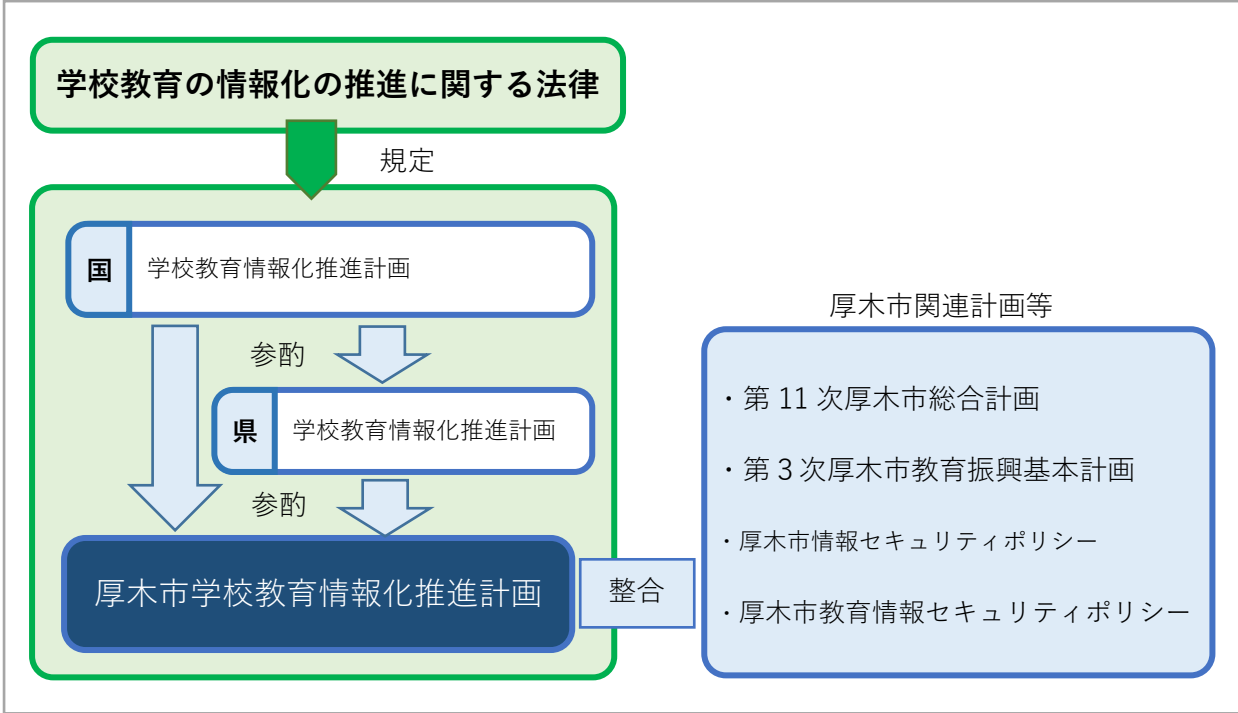 学校教育の情報化の推進に関する法律
規定
国
学校教育情報化推進計画
参酌
県
学校教育情報化推進計画
参酌
厚木市学校教育情報化推進計画
整合
厚木市関連計画等
・第 11 次厚木市総合計画
・第 3 次厚木市教育振興基本計画
・厚木市情報セキュリティポリシー
・厚木市教育情報セキュリティポリシー